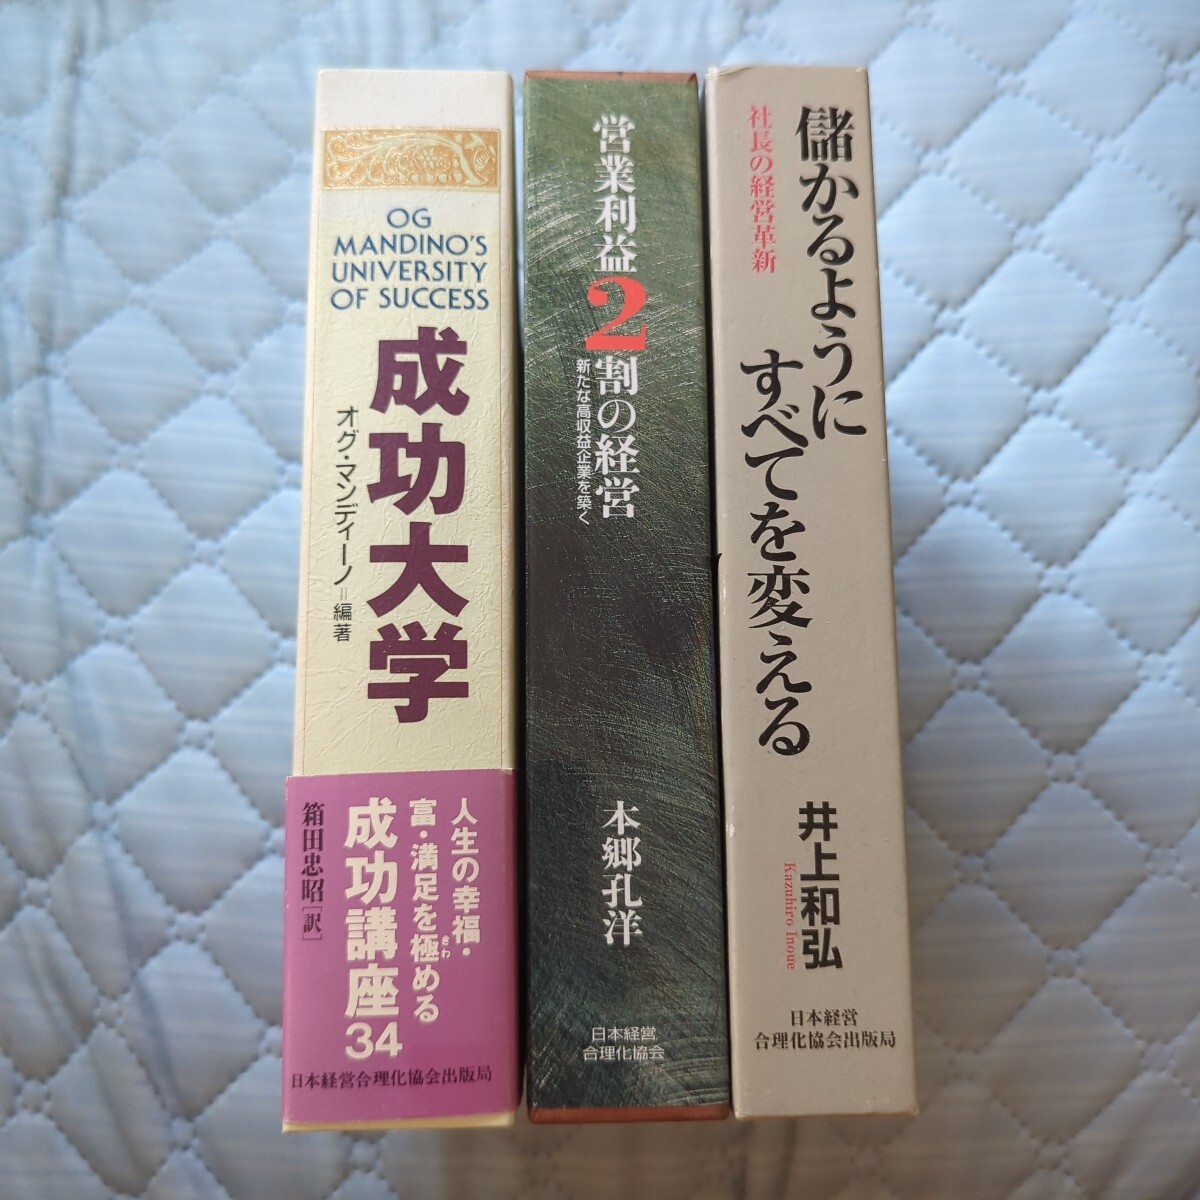 OG
MANDINO'S
UNIVERSITY
OF SUCCESS
成功大学
オグ・マンディーノ=編著
人生の幸福・
富・満足を極める
きわ
成功講座34
箱田忠昭[訳]
日本経営合理化協会出版局
営業利益2割の経営
新たな高収益企業を築く
本郷孔洋
日本経営
合理化協会
儲かるように
すべてを変える
社長の経営革新
井上和弘
Kazuhiro Inoue
日本経営
合理化協会出版局